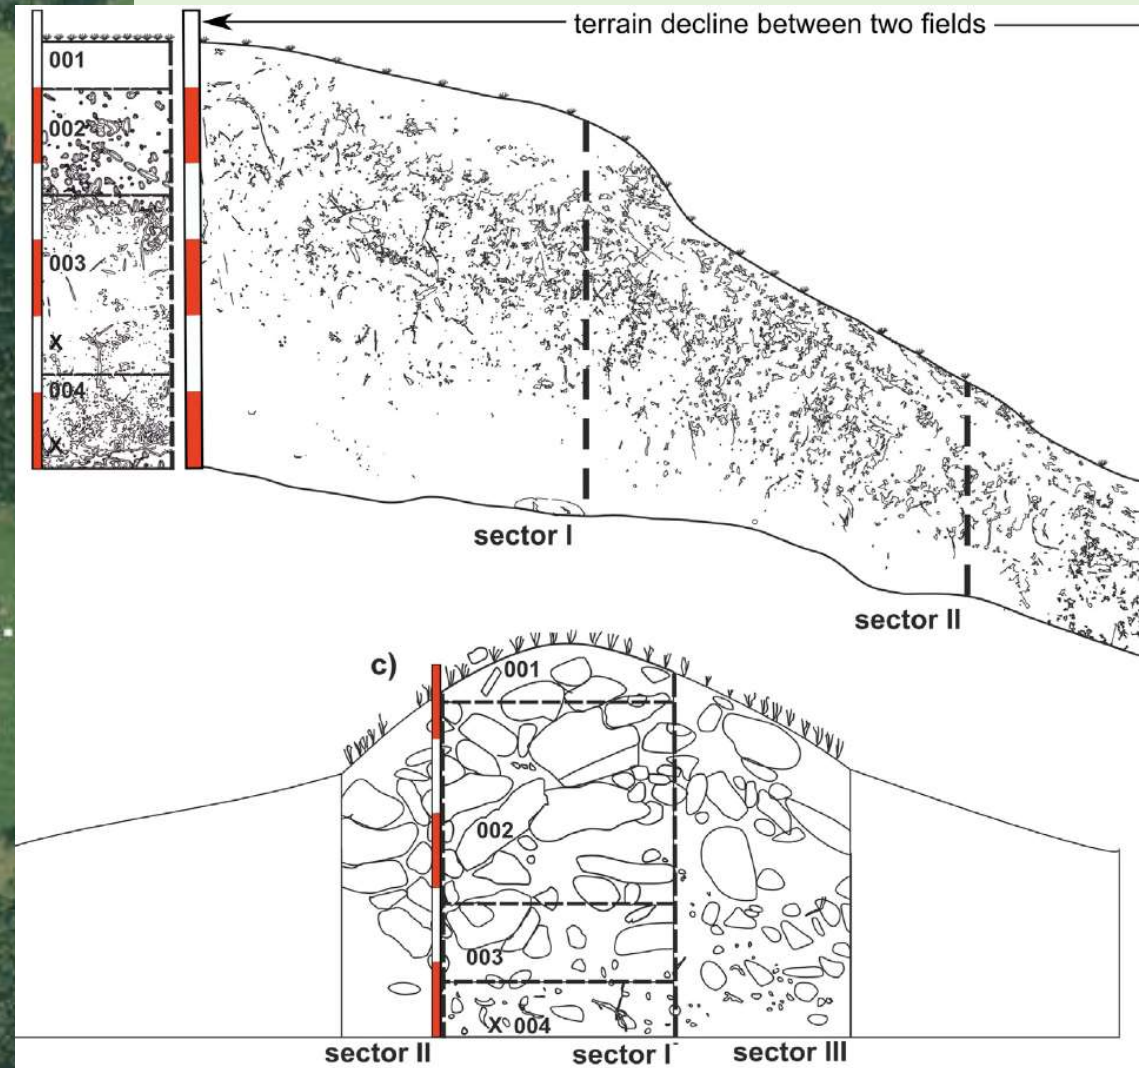 terrain decline between two fields
001
002
003
X
004
X
sector I
sector II
c)
001
002
003
X 004
sector II
sector I
sector III